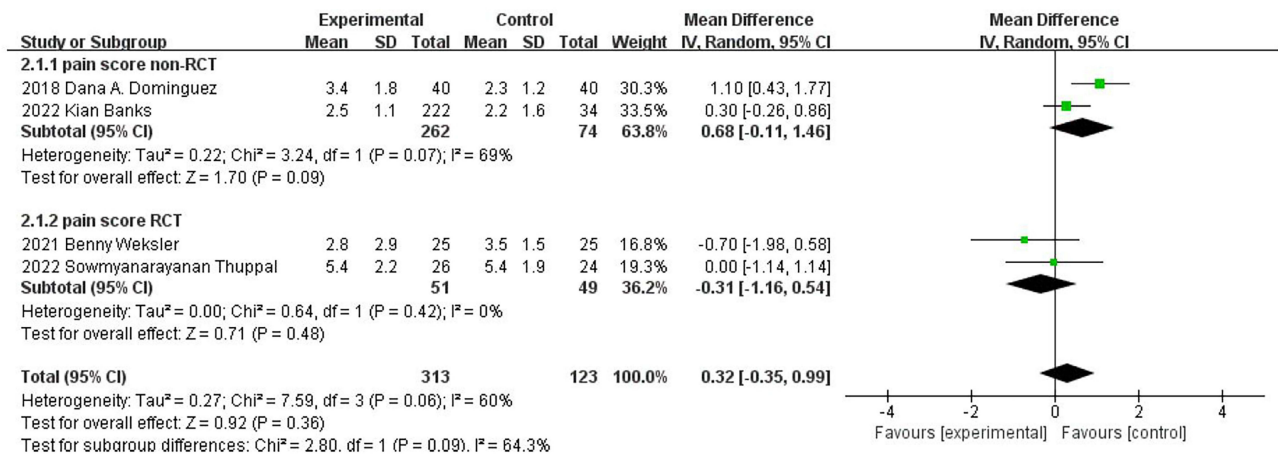 Experimental Control Mean Difference Mean Difference
Study or Subgroup Mean SD Total Mean SD Total Weight IV, Random, 95% CI IV, Random, 95% CI
2.1.1 pain score non-RCT
2018 Dana A. Dominguez 3.4 1.8 40 2.3 1.2 40 30.3% 1.10 [0.43, 1.77]
2022 Kian Banks 2.5 1.1 222 2.2 1.6 34 33.5% 0.30 [-0.26, 0.86]
Subtotal (95% CI) 262 74 63.8% 0.68 [-0.11, 1.46]
Heterogeneity: Tau² = 0.22; Chi² = 3.24, df = 1 (P = 0.07); I² = 69%
Test for overall effect: Z = 1.70 (P = 0.09)
2.1.2 pain score RCT
2021 Benny Weksler 2.8 2.9 25 3.5 1.5 25 16.8% -0.70 [-1.98, 0.58]
2022 Sowmyanarayanan Thuppal 5.4 2.2 26 5.4 1.9 24 19.3% 0.00 [-1.14, 1.14]
Subtotal (95% CI) 51 49 36.2% -0.31 [-1.16, 0.54]
Heterogeneity: Tau² = 0.00; Chi² = 0.64, df = 1 (P = 0.42); I² = 0%
Test for overall effect: Z = 0.71 (P = 0.48)
Total (95% CI) 313 123 100.0% 0.32 [-0.35, 0.99]
Heterogeneity: Tau² = 0.27; Chi² = 7.59, df = 3 (P = 0.06); I² = 60%
Test for overall effect: Z = 0.92 (P = 0.36)
Test for subgroup differences: Chi² = 2.80, df = 1 (P = 0.09), I² = 64.3%
-4 -2 0 2 4
Favours [experimental] Favours [control]